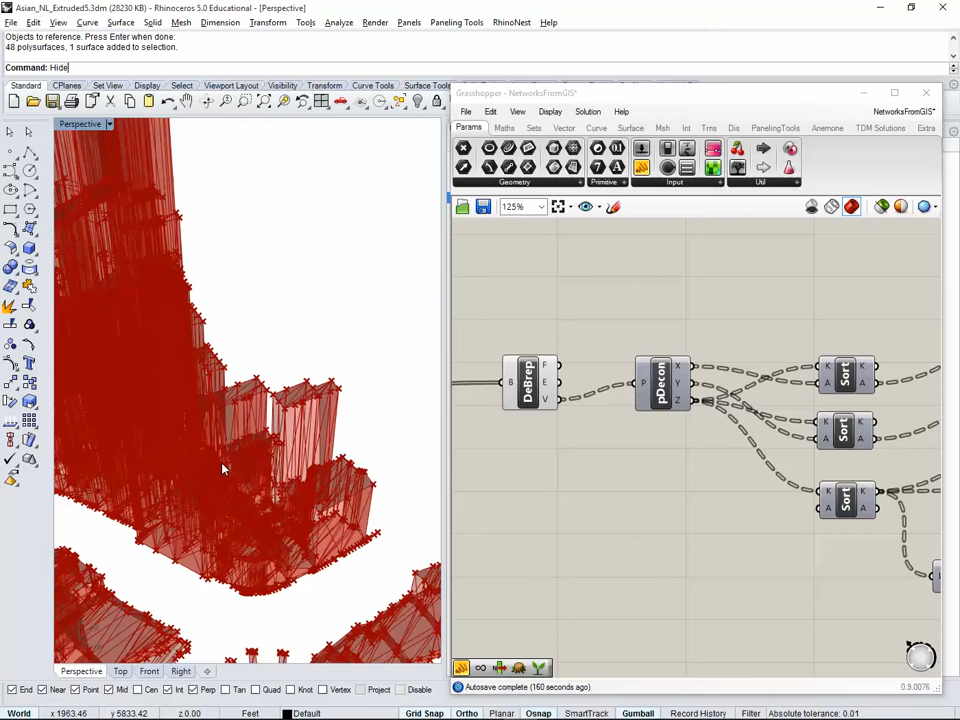 Asian_NL_Extruded5.3dm (28230 KB) - Rhinoceros 5.0 Educational - [Perspective]
File Edit View Curve Surface Solid Mesh Dimension Transform Tools Analyze Render Panels Paneling Tools RhinoNest Help
Objects to reference. Press Enter when done:
48 polysurfaces, 1 surface added to selection.
Command: Hide
Standard CPlanes Set View Display Select Viewport Layout Visibility Transform Curve Tools Surface Tools
Perspective
Grasshopper - NetworksFromGIS*
File Edit View Display Solution Help NetworksFromGIS*
Params Maths Sets Vector Curve Surface Msh Int Trns Dis PanelingTools Anemone TDM Solutions Extra
Geometry Primitive Input Util
125%
DeBrep B F E V
pDecon P X Y Z
Sort K A K A
Sort K A K A
Sort K A K A
Perspective Top Front Right
Autosave complete (160 seconds ago) 0.9.0076
End Near Point Mid Cen Int Perp Tan Quad Knot Vertex Project Disable
World x 1963.46 y 5833.42 z 0.00 Feet Default Grid Snap Ortho Planar Osnap SmartTrack Gumball Record History Filter Absolute tolerance: 0.01